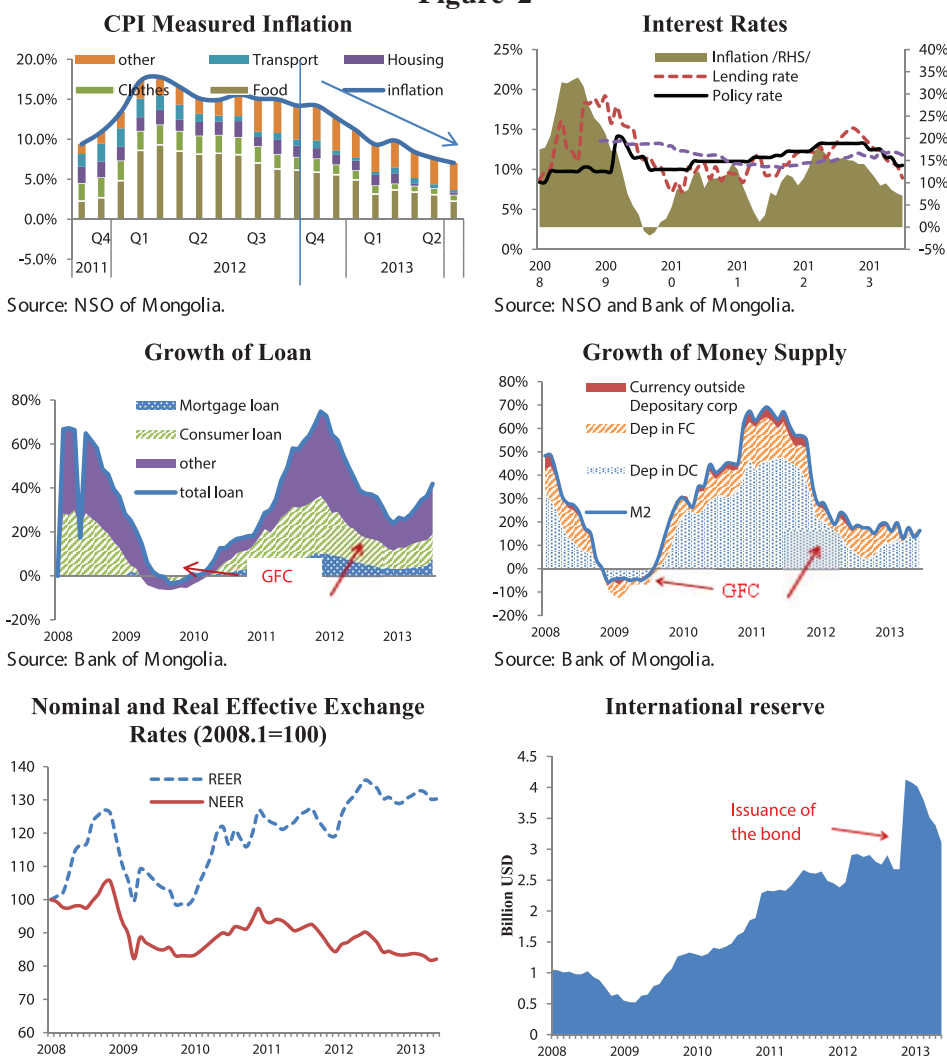 CPI Measured Inflation
20.0%
15.0%
10.0%
5.0%
0.0%
-5.0%
other
Transport
Housing
Clothes
Food
inflation
Q4 Q1 Q2 Q3 Q4 Q1 Q2
2011 2012 2013
Source: NSO of Mongolia.
Interest Rates
25%
20%
15%
10%
5%
0%
Inflation /RHS/
Lending rate
Policy rate
40%
35%
30%
25%
20%
15%
10%
5%
0%
-5%
200 200 201 201 201 201
8 9 0 1 2 3
Source: NSO and Bank of Mongolia.
Growth of Loan
80%
60%
40%
20%
0%
-20%
Mortgage loan
Consumer loan
other
total loan
GFC
2008 2009 2010 2011 2012 2013
Source: Bank of Mongolia.
Growth of Money Supply
80%
70%
60%
50%
40%
30%
20%
10%
0%
-10%
-20%
Currency outside
Depositary corp
Dep in FC
Dep in DC
M2
GFC
2008 2009 2010 2011 2012 2013
Source: Bank of Mongolia.
Nominal and Real Effective Exchange
Rates (2008.1=100)
140
130
120
110
100
90
80
70
60
REER
NEER
2008 2009 2010 2011 2012 2013
International reserve
4.5
4
3.5
3
2.5
2
1.5
1
0.5
0
Billion USD
Issuance of
the bond
2008 2009 2010 2011 2012 2013